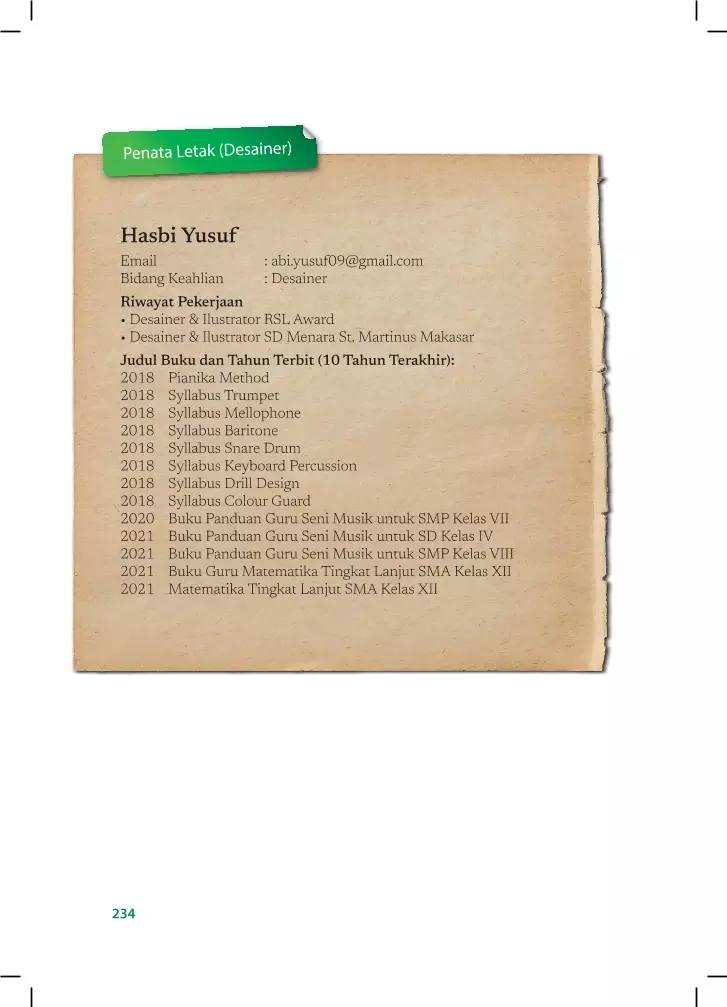 Penata Letak (Desainer)
Hasbi Yusuf
Email : abi.yusuf09@gmail.com
Bidang Keahlian : Desainer
Riwayat Pekerjaan
• Desainer & Ilustrator RSL Award
• Desainer & Ilustrator SD Menara St. Martinus Makasar
Judul Buku dan Tahun Terbit (10 Tahun Terakhir):
2018 Pianika Method
2018 Syllabus Trumpet
2018 Syllabus Mellophone
2018 Syllabus Baritone
2018 Syllabus Snare Drum
2018 Syllabus Keyboard Percussion
2018 Syllabus Drill Design
2018 Syllabus Colour Guard
2020 Buku Panduan Guru Seni Musik untuk SMP Kelas VII
2021 Buku Panduan Guru Seni Musik untuk SD Kelas IV
2021 Buku Panduan Guru Seni Musik untuk SMP Kelas VIII
2021 Buku Guru Matematika Tingkat Lanjut SMA Kelas XII
2021 Matematika Tingkat Lanjut SMA Kelas XII
234